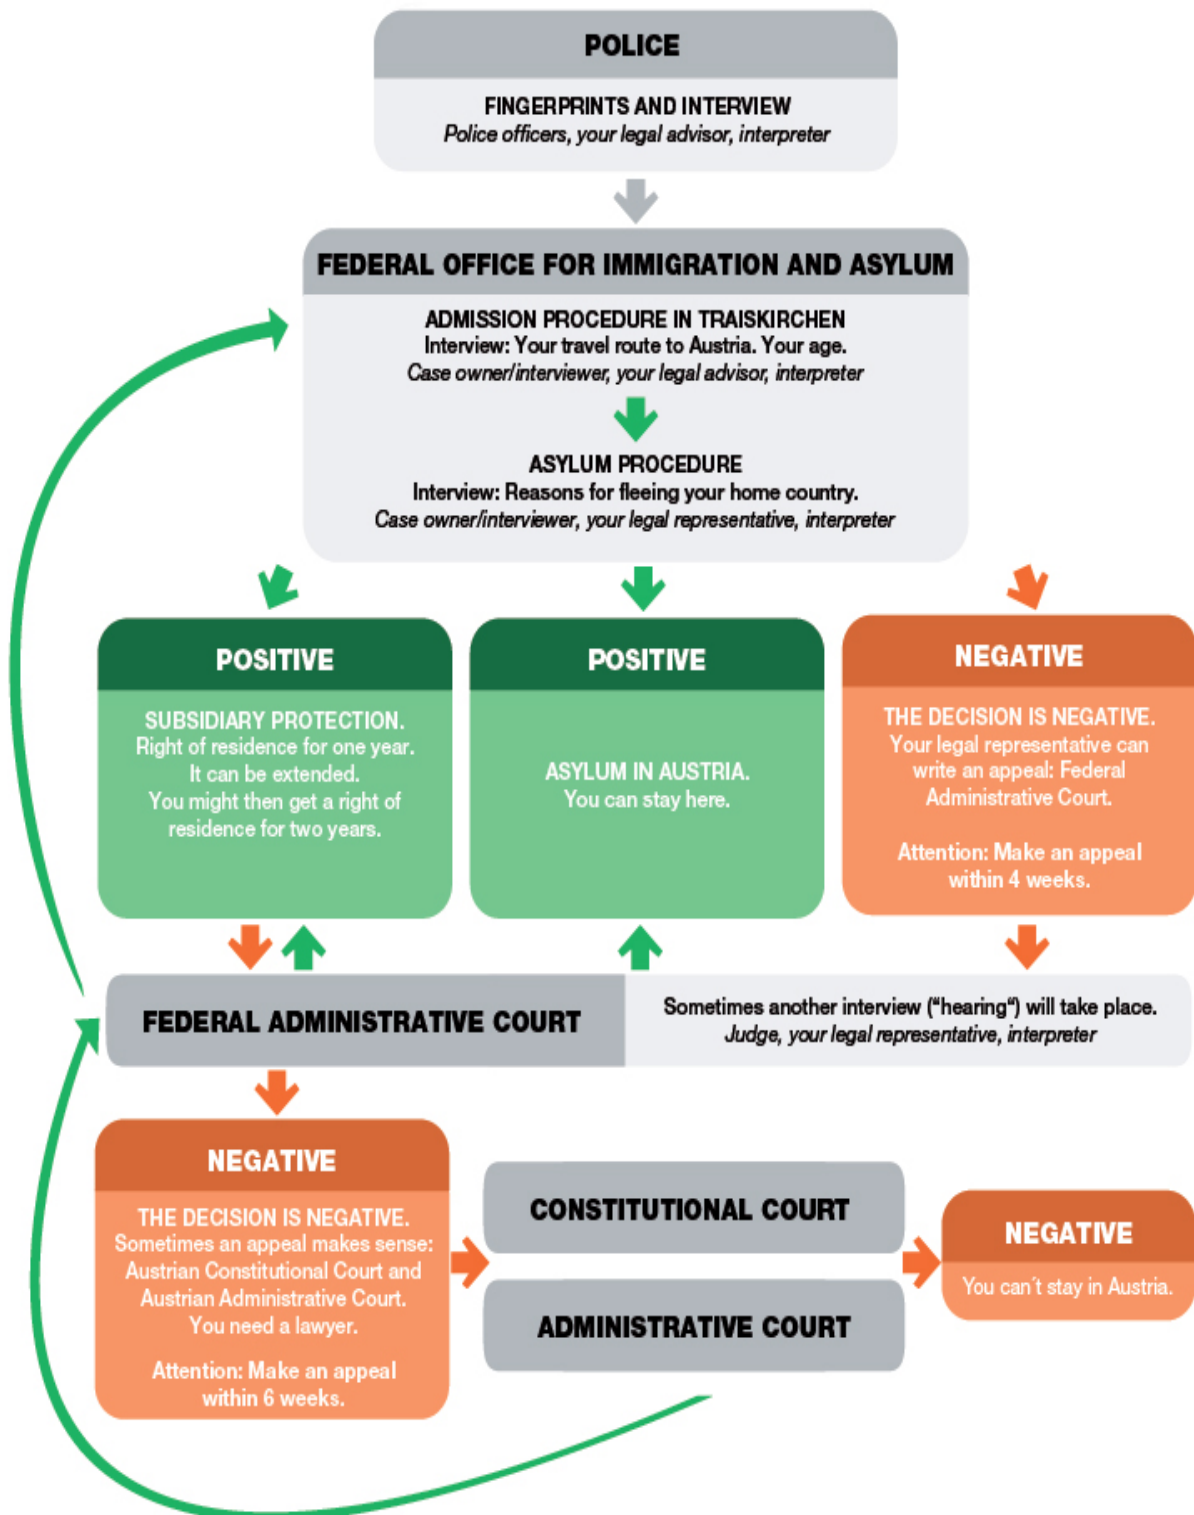 POLICE
FINGERPRINTS AND INTERVIEW
Police officers, your legal advisor, interpreter
FEDERAL OFFICE FOR IMMIGRATION AND ASYLUM
ADMISSION PROCEDURE IN TRAISKIRCHEN
Interview: Your travel route to Austria. Your age.
Case owner/interviewer, your legal advisor, interpreter
ASYLUM PROCEDURE
Interview: Reasons for fleeing your home country.
Case owner/interviewer, your legal representative, interpreter
POSITIVE
SUBSIDIARY PROTECTION.
Right of residence for one year.
It can be extended.
You might then get a right of
residence for two years.
POSITIVE
ASYLUM IN AUSTRIA.
You can stay here.
NEGATIVE
THE DECISION IS NEGATIVE.
Your legal representative can
write an appeal: Federal
Administrative Court.
Attention: Make an appeal
within 4 weeks.
FEDERAL ADMINISTRATIVE COURT
Sometimes another interview ("hearing“) will take place.
Judge, your legal representative, interpreter
NEGATIVE
THE DECISION IS NEGATIVE.
Sometimes an appeal makes sense:
Austrian Constitutional Court and
Austrian Administrative Court.
You need a lawyer.
Attention: Make an appeal
within 6 weeks.
CONSTITUTIONAL COURT
ADMINISTRATIVE COURT
NEGATIVE
You can´t stay in Austria.